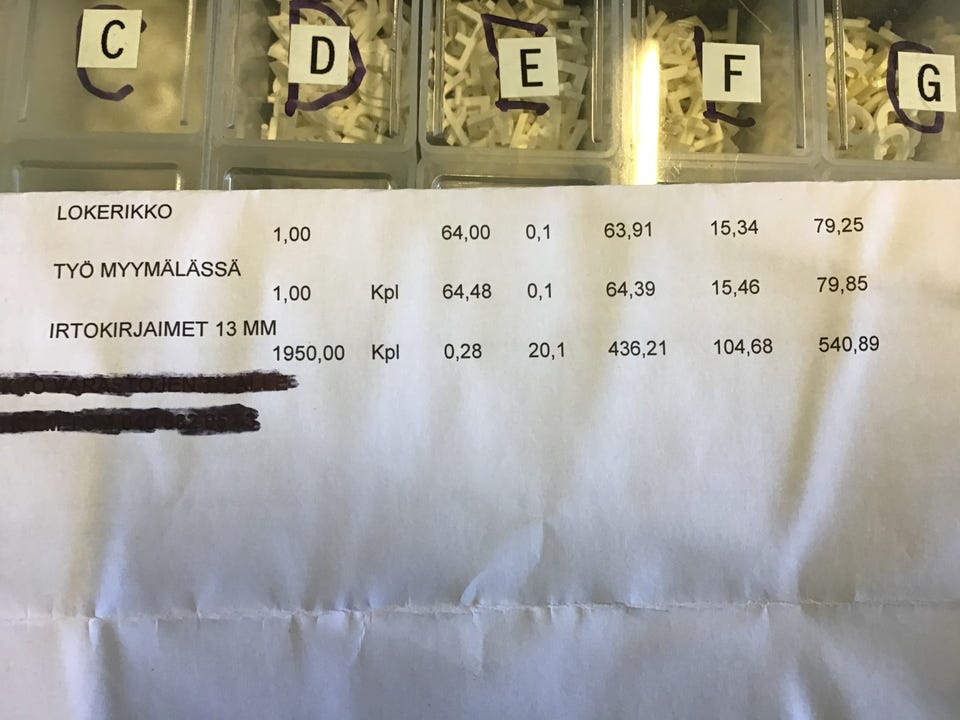 C D E F G
LOKERIKKO
1,00 64,00 0,1 63,91 15,34 79,25
TYÖ MYYMÄLÄSSÄ
1,00 Kpl 64,48 0,1 64,39 15,46 79,85
IRTOKIRJAIMET 13 MM
1950,00 Kpl 0,28 20,1 436,21 104,68 540,89